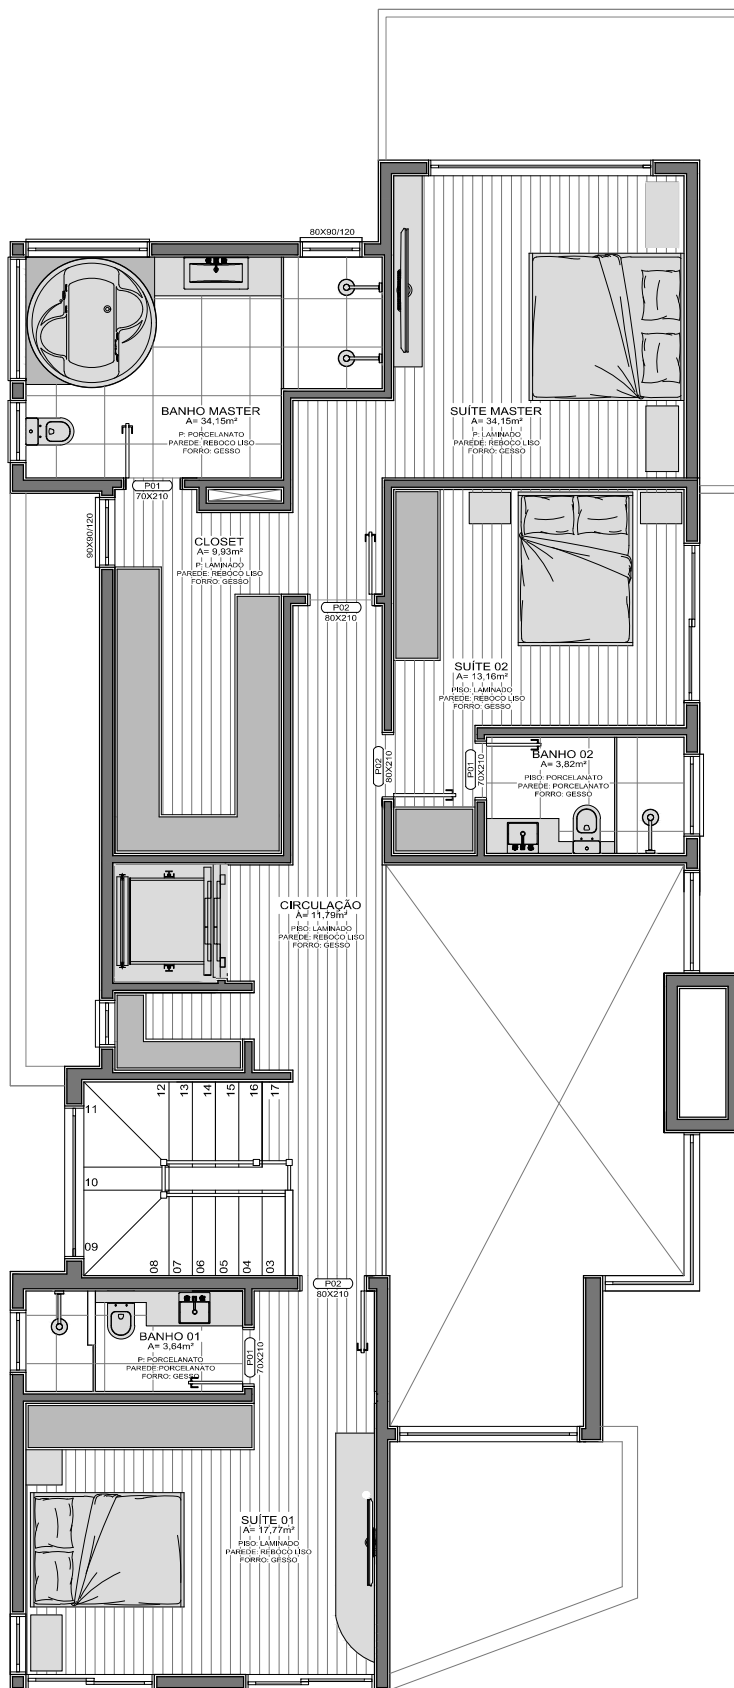 80X90/120
BANHO MASTER
A= 34,15m²
P: PORCELANATO
PAREDE: REBOCO LISO
FORRO: GESSO
SUÍTE MASTER
A= 34,15m²
P: LAMINADO
PAREDE: REBOCO LISO
FORRO: GESSO
P01
70X210
90X90/120
CLOSET
A= 9,93m²
P: LAMINADO
PAREDE: REBOCO LISO
FORRO: GESSO
P02
80X210
SUÍTE 02
A= 13,16m²
PISO: LAMINADO
PAREDE: REBOCO LISO
FORRO: GESSO
P02
80X210
P01
70X210
BANHO 02
A= 3,82m²
PISO: PORCELANATO
PAREDE: PORCELANATO
FORRO: GESSO
CIRCULAÇÃO
A= 11,79m²
PISO: LAMINADO
PAREDE: REBOCO LISO
FORRO: GESSO
11
12
13
14
15
16
17
10
09
08
07
06
05
04
03
P02
80X210
BANHO 01
A= 3,64m²
P: PORCELANATO
PAREDE:PORCELANATO
FORRO: GESSO
P01
70X210
SUÍTE 01
A= 17,77m²
PISO: LAMINADO
PAREDE: REBOCO LISO
FORRO: GESSO